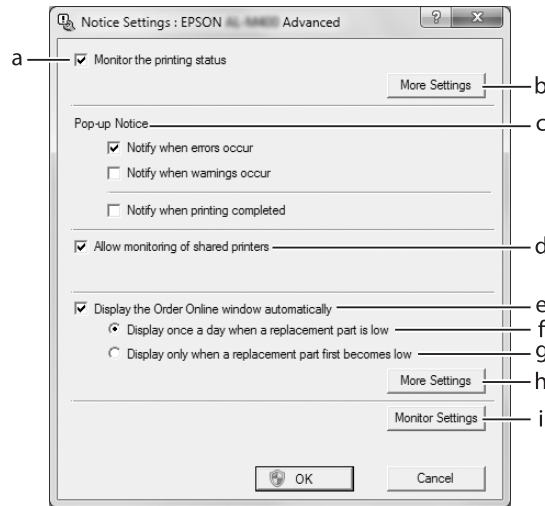 Notice Settings : EPSON Advanced
a
Monitor the printing status
More Settings
b
Pop-up Notice
c
Notify when errors occur
Notify when warnings occur
Notify when printing completed
Allow monitoring of shared printers
d
Display the Order Online window automatically
e
Display once a day when a replacement part is low
f
Display only when a replacement part first becomes low
g
More Settings
h
Monitor Settings
i
OK
Cancel